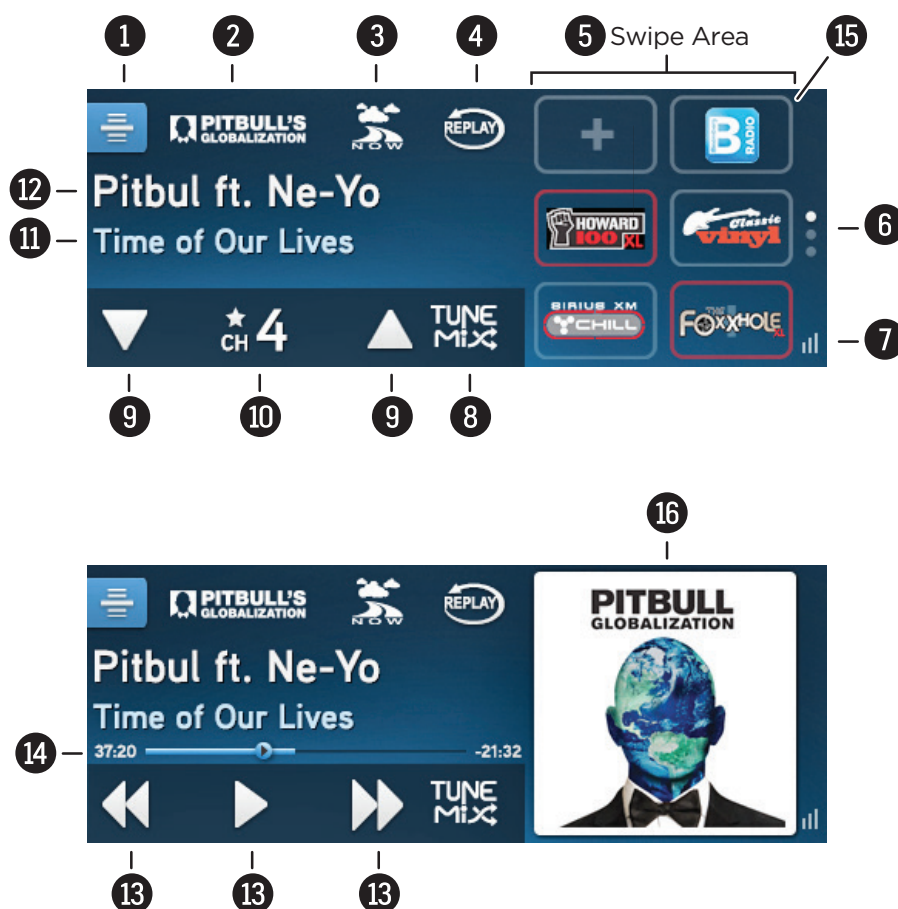 1 2 3 4 5 Swipe Area 15
PITBULL'S
GLOBALIZATION
NOW
REPLAY
B
RADIO
12 Pitbul ft. Ne-Yo
11 Time of Our Lives
HOWARD
100 XL
Classic
vinyl
6
CH 4
TUNE
MiX
SIRIUS XM
CHILL
THE
FOXXHOLE
XL
7
9 10 9 8
16
PITBULL'S
GLOBALIZATION
NOW
REPLAY
PITBULL
GLOBALIZATION
Pitbul ft. Ne-Yo
Time of Our Lives
14 37:20 -21:32
TUNE
MiX
13 13 13